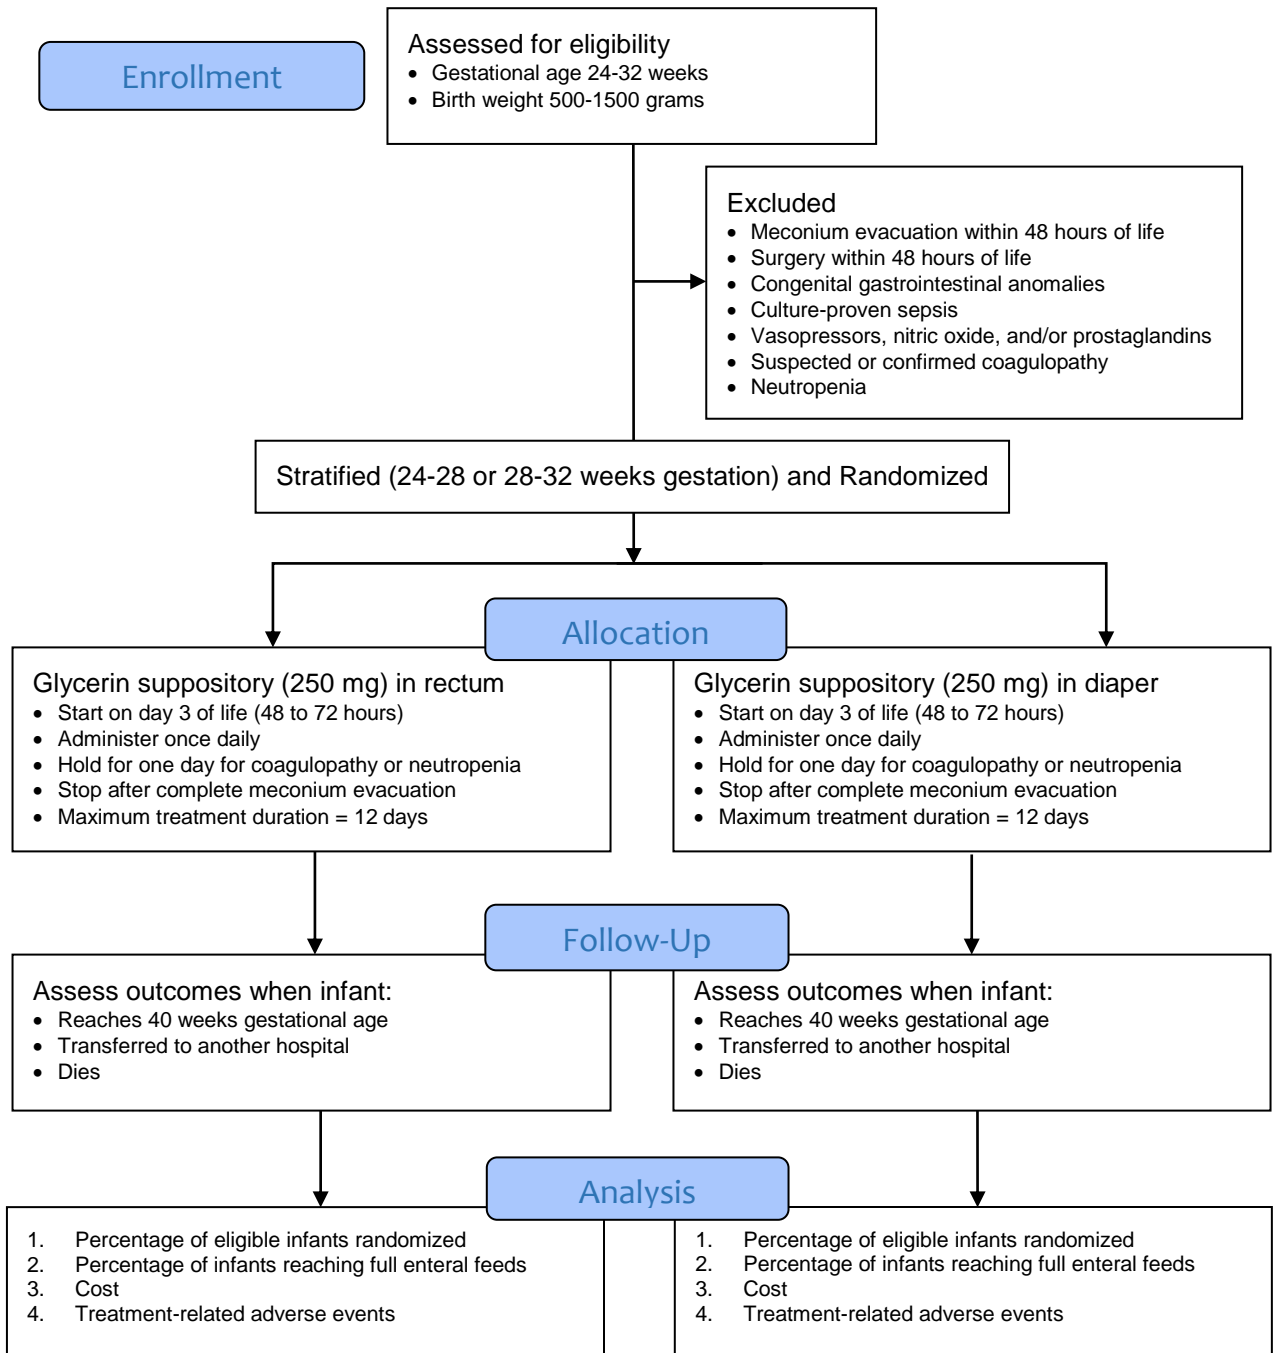 Enrollment
Assessed for eligibility
• Gestational age 24-32 weeks
• Birth weight 500-1500 grams
Excluded
• Meconium evacuation within 48 hours of life
• Surgery within 48 hours of life
• Congenital gastrointestinal anomalies
• Culture-proven sepsis
• Vasopressors, nitric oxide, and/or prostaglandins
• Suspected or confirmed coagulopathy
• Neutropenia
Stratified (24-28 or 28-32 weeks gestation) and Randomized
Allocation
Glycerin suppository (250 mg) in rectum
• Start on day 3 of life (48 to 72 hours)
• Administer once daily
• Hold for one day for coagulopathy or neutropenia
• Stop after complete meconium evacuation
• Maximum treatment duration = 12 days
Glycerin suppository (250 mg) in diaper
• Start on day 3 of life (48 to 72 hours)
• Administer once daily
• Hold for one day for coagulopathy or neutropenia
• Stop after complete meconium evacuation
• Maximum treatment duration = 12 days
Follow-Up
Assess outcomes when infant:
• Reaches 40 weeks gestational age
• Transferred to another hospital
• Dies
Assess outcomes when infant:
• Reaches 40 weeks gestational age
• Transferred to another hospital
• Dies
Analysis
1. Percentage of eligible infants randomized
2. Percentage of infants reaching full enteral feeds
3. Cost
4. Treatment-related adverse events
1. Percentage of eligible infants randomized
2. Percentage of infants reaching full enteral feeds
3. Cost
4. Treatment-related adverse events